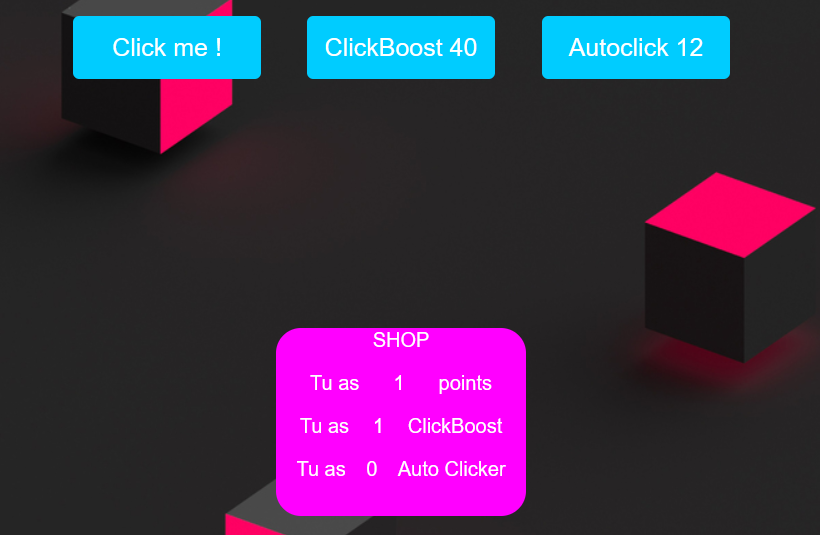 Click me !
ClickBoost 40
Autoclick 12
SHOP
Tu as 1 points
Tu as 1 ClickBoost
Tu as 0 Auto Clicker